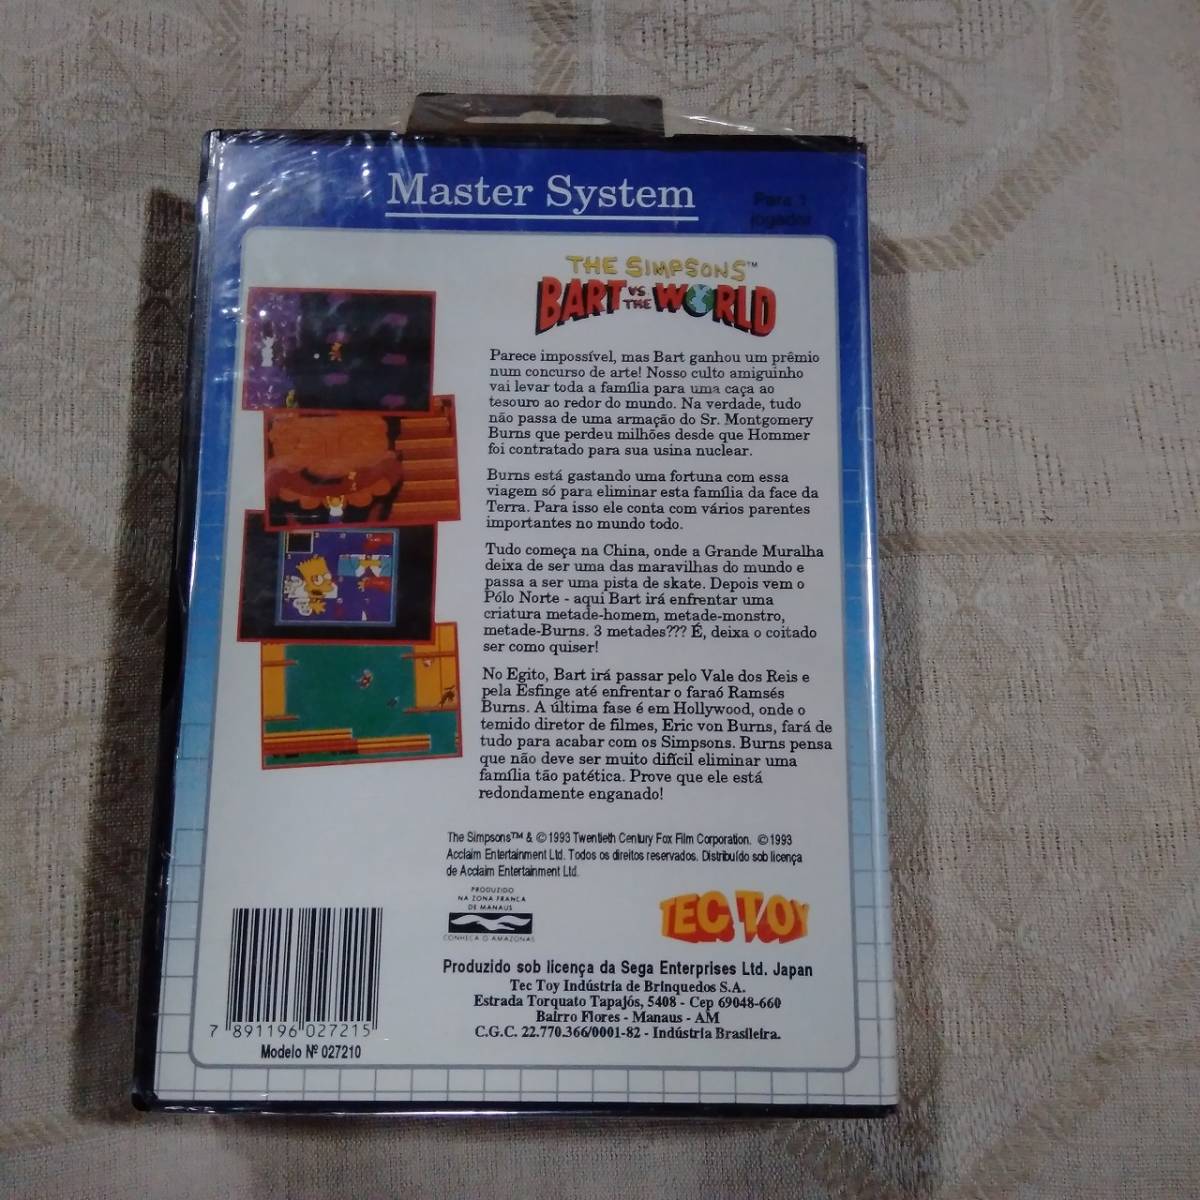 Master System
Para 1
jogador
THE SIMPSONS™
BART VS THE WORLD
Parece impossível, mas Bart ganhou um prêmio
num concurso de arte! Nosso culto amiguinho
vai levar toda a família para uma caça ao
tesouro ao redor do mundo. Na verdade, tudo
não passa de uma armação do Sr. Montgomery
Burns que perdeu milhões desde que Hommer
foi contratado para sua usina nuclear.
Burns está gastando uma fortuna com essa
viagem só para eliminar esta família da face da
Terra. Para isso ele conta com vários parentes
importantes no mundo todo.
Tudo começa na China, onde a Grande Muralha
deixa de ser uma das maravilhas do mundo e
passa a ser uma pista de skate. Depois vem o
Pólo Norte - aqui Bart irá enfrentar uma
criatura metade-homem, metade-monstro,
metade-Burns. 3 metades??? É, deixa o coitado
ser como quiser!
No Egito, Bart irá passar pelo Vale dos Reis e
pela Esfinge até enfrentar o faraó Ramsés
Burns. A última fase é em Hollywood, onde o
temido diretor de filmes, Eric von Burns, fará de
tudo para acabar com os Simpsons. Burns pensa
que não deve ser muito difícil eliminar uma
família tão patética. Prove que ele está
redondamente enganado!
The Simpsons™ & © 1993 Twentieth Century Fox Film Corporation. © 1993
Acclaim Entertainment Ltd. Todos os direitos reservados. Distribuído sob licença
de Acclaim Entertainment Ltd.
PRODUZIDO
NA ZONA FRANCA
DE MANAUS
CONHEÇA O AMAZONAS
TEC TOY
Produzido sob licença da Sega Enterprises Ltd. Japan
Tec Toy Indústria de Brinquedos S.A.
Estrada Torquato Tapajós, 5408 - Cep 69048-660
Bairro Flores - Manaus - AM
C.G.C. 22.770.366/0001-82 - Indústria Brasileira.
7 891196 027215
Modelo Nº 027210